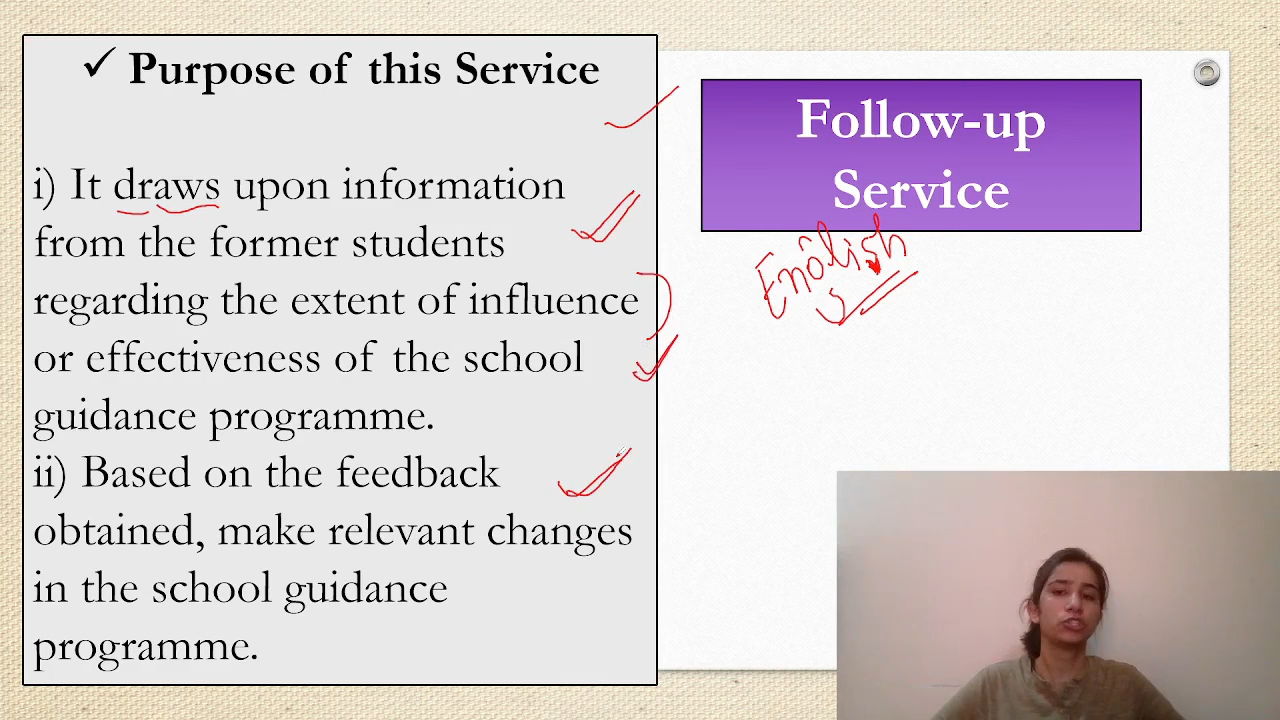 ✓ Purpose of this Service
i) It draws upon information
from the former students
regarding the extent of influence
or effectiveness of the school
guidance programme.
ii) Based on the feedback
obtained, make relevant changes
in the school guidance
programme.
Follow-up
Service
English